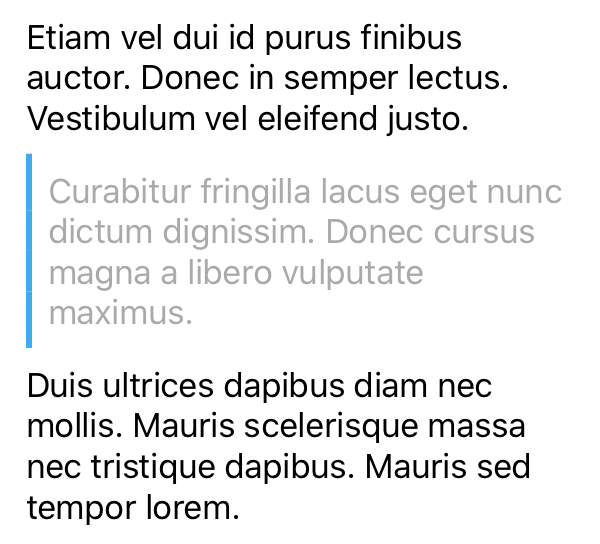 Etiam vel dui id purus finibus
auctor. Donec in semper lectus.
Vestibulum vel eleifend justo.
Curabitur fringilla lacus eget nunc
dictum dignissim. Donec cursus
magna a libero vulputate
maximus.
Duis ultrices dapibus diam nec
mollis. Mauris scelerisque massa
nec tristique dapibus. Mauris sed
tempor lorem.